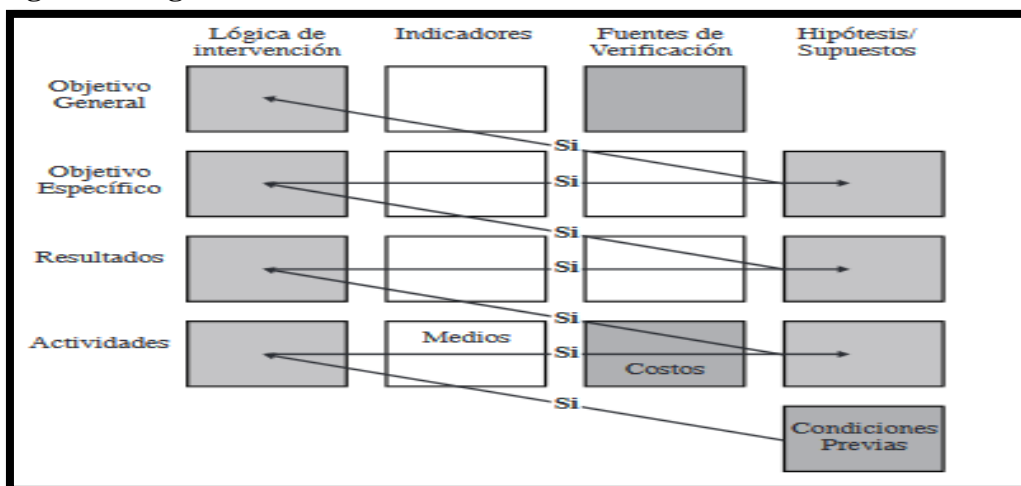 Lógica de intervención
Indicadores
Fuentes de Verificación
Hipótesis/ Supuestos
Objetivo General
Si
Objetivo Específico
Si
Si
Resultados
Si
Si
Actividades
Medios
Si
Costos
Si
Condiciones Previas